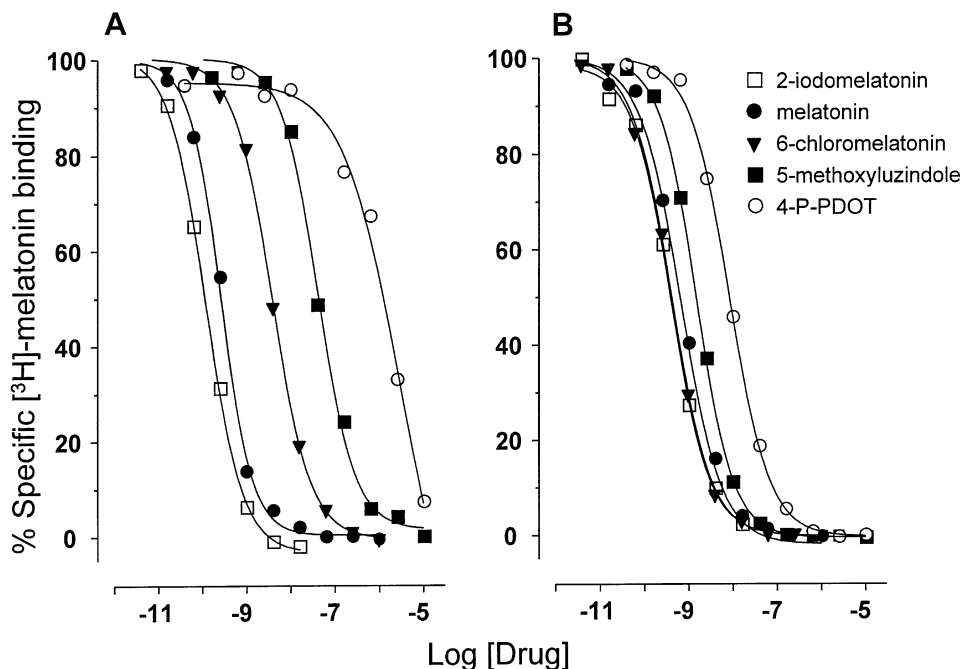 A
B
% Specific [³H]-melatonin binding
100
80
60
40
20
0
-11
-9
-7
-5
100
80
60
40
20
0
-11
-9
-7
-5
2-iodomelatonin
melatonin
6-chloromelatonin
5-methoxyluzindole
4-P-PDOT
Log [Drug]